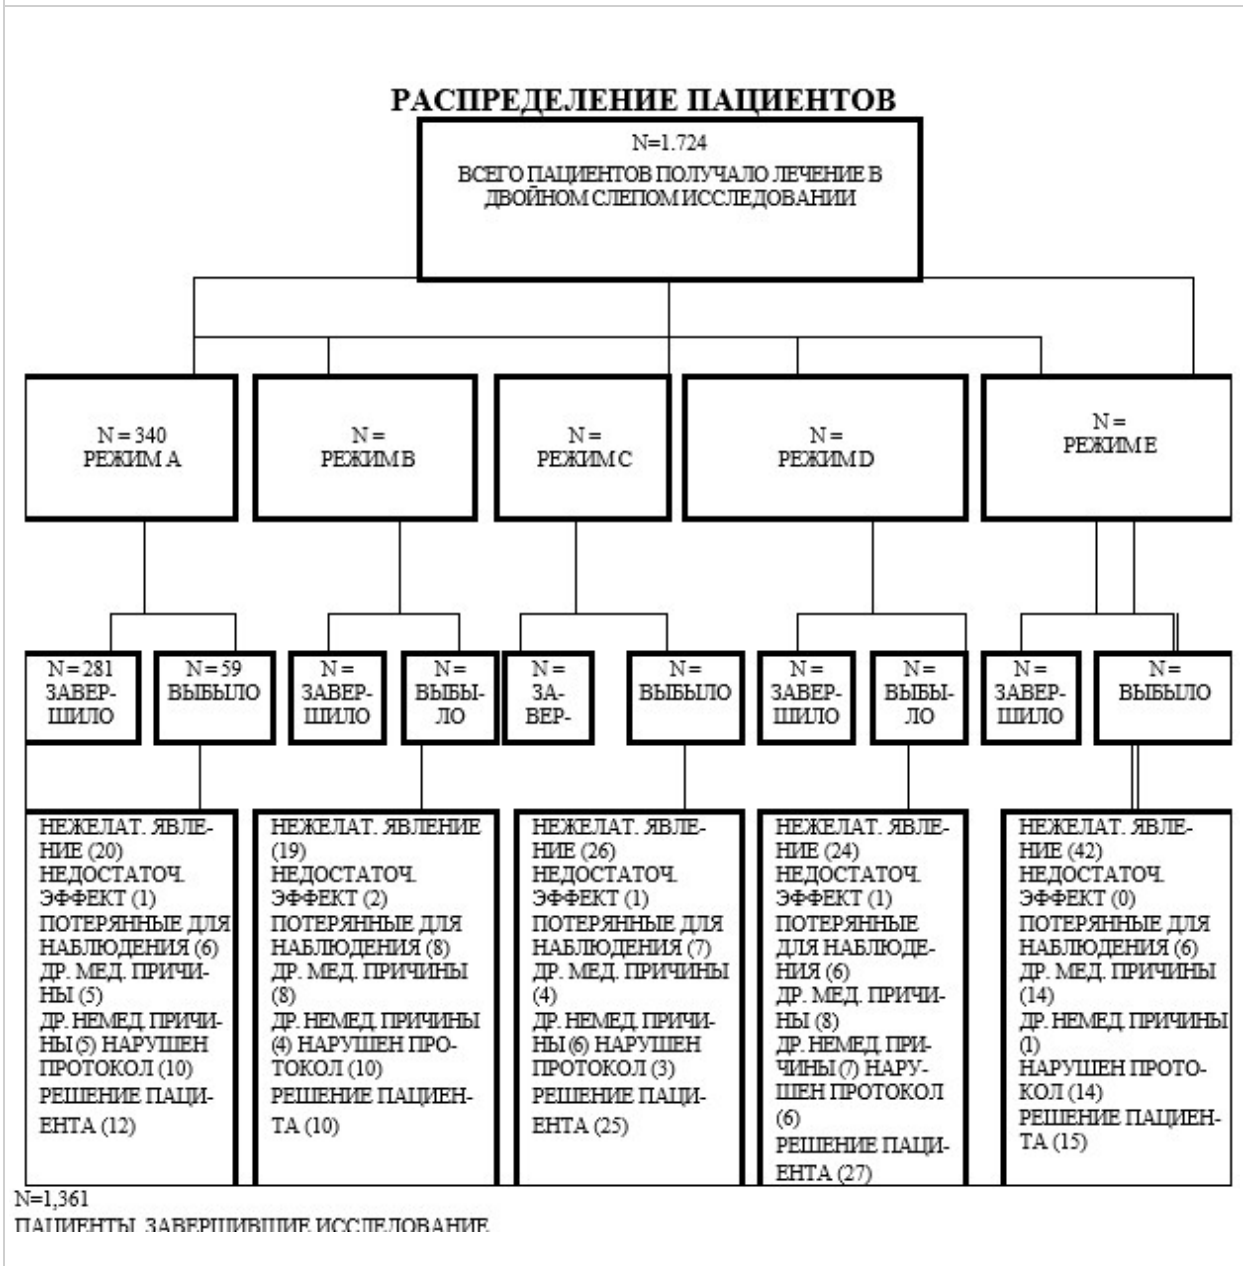 РАСПРЕДЕЛЕНИЕ ПАЦИЕНТОВ
N=1.724
ВСЕГО ПАЦИЕНТОВ ПОЛУЧАЛО ЛЕЧЕНИЕ В
ДВОЙНОМ СЛЕПОМ ИССЛЕДОВАНИИ
N = 340
РЕЖИМ A
N =
РЕЖИМ B
N =
РЕЖИМ C
N =
РЕЖИМ D
N =
РЕЖИМ E
N = 281
ЗАВЕР-
ШИЛО
N = 59
ВЫБЫЛО
N =
ЗАВЕР-
ШИЛО
N =
ВЫБЫ-
ЛО
N =
ЗА-
ВЕР-
N =
ВЫБЫЛО
N =
ЗАВЕР-
ШИЛО
N =
ВЫБЫ-
ЛО
N =
ЗАВЕР-
ШИЛО
N =
ВЫБЫЛО
НЕЖЕЛАТ. ЯВЛЕ-
НИЕ (20)
НЕДОСТАТОЧ.
ЭФФЕКТ (1)
ПОТЕРЯННЫЕ ДЛЯ
НАБЛЮДЕНИЯ (6)
ДР. МЕД. ПРИЧИ-
НЫ (5)
ДР. НЕМЕД. ПРИЧИ-
НЫ (5) НАРУШЕН
ПРОТОКОЛ (10)
РЕШЕНИЕ ПАЦИ-
ЕНТА (12)
НЕЖЕЛАТ. ЯВЛЕНИЕ
(19)
НЕДОСТАТОЧ.
ЭФФЕКТ (2)
ПОТЕРЯННЫЕ ДЛЯ
НАБЛЮДЕНИЯ (8)
ДР. МЕД. ПРИЧИНЫ
(8)
ДР. НЕМЕД. ПРИЧИНЫ
(4) НАРУШЕН ПРО-
ТОКОЛ (10)
РЕШЕНИЕ ПАЦИЕН-
ТА (10)
НЕЖЕЛАТ. ЯВЛЕ-
НИЕ (26)
НЕДОСТАТОЧ.
ЭФФЕКТ (1)
ПОТЕРЯННЫЕ ДЛЯ
НАБЛЮДЕНИЯ (7)
ДР. МЕД. ПРИЧИНЫ
(4)
ДР. НЕМЕД. ПРИЧИ-
НЫ (6) НАРУШЕН
ПРОТОКОЛ (3)
РЕШЕНИЕ ПАЦИ-
ЕНТА (25)
НЕЖЕЛАТ. ЯВЛЕ-
НИЕ (24)
НЕДОСТАТОЧ.
ЭФФЕКТ (1)
ПОТЕРЯННЫЕ
ДЛЯ НАБЛЮДЕ-
НИЯ (6)
ДР. МЕД. ПРИЧИ-
НЫ (8)
ДР. НЕМЕД. ПРИ-
ЧИНЫ (7) НАРУ-
ШЕН ПРОТОКОЛ
(6)
РЕШЕНИЕ ПАЦИ-
ЕНТА (27)
НЕЖЕЛАТ. ЯВЛЕ-
НИЕ (42)
НЕДОСТАТОЧ.
ЭФФЕКТ (0)
ПОТЕРЯННЫЕ ДЛЯ
НАБЛЮДЕНИЯ (6)
ДР. МЕД. ПРИЧИНЫ
(14)
ДР. НЕМЕД. ПРИЧИНЫ
(1)
НАРУШЕН ПРОТО-
КОЛ (14)
РЕШЕНИЕ ПАЦИЕН-
ТА (15)
N=1,361
ПАЦИЕНТЫ, ЗАВЕРШИВШИЕ ИССЛЕДОВАНИЕ